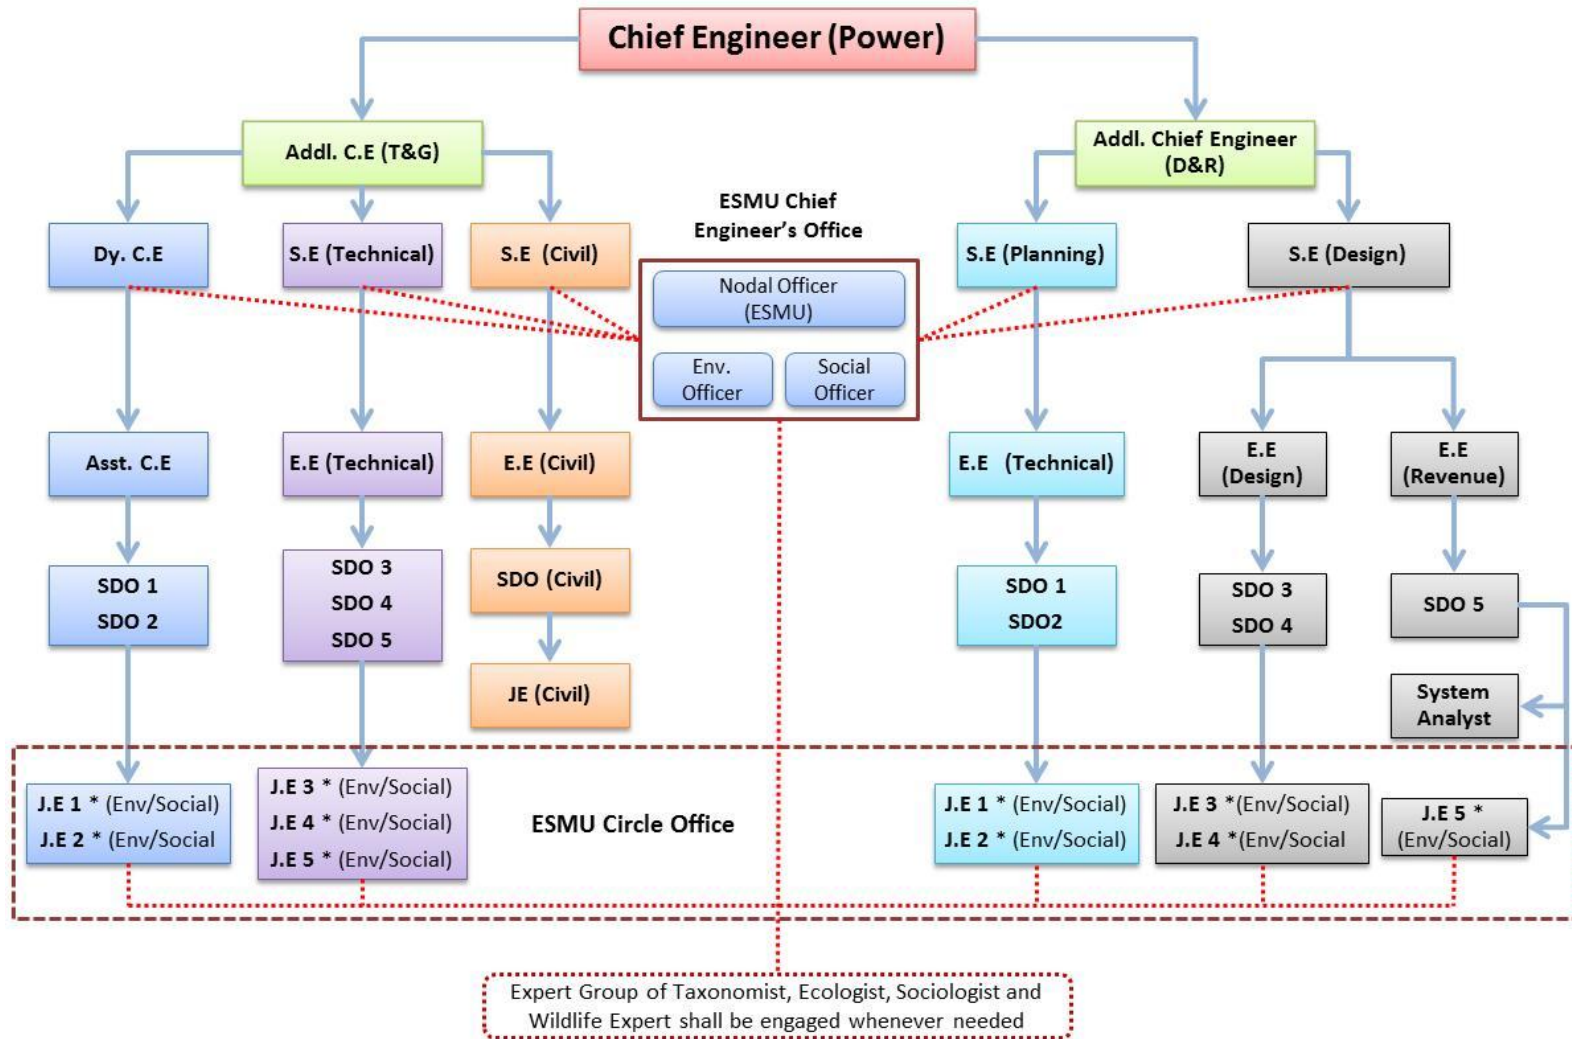 Chief Engineer (Power)
Addl. C.E (T&G)
Addl. Chief Engineer
(D&R)
ESMU Chief
Engineer’s Office
Dy. C.E
S.E (Technical)
S.E (Civil)
S.E (Planning)
S.E (Design)
Nodal Officer
(ESMU)
Env.
Officer
Social
Officer
Asst. C.E
E.E (Technical)
E.E (Civil)
E.E (Technical)
E.E
(Design)
E.E
(Revenue)
SDO 1
SDO 2
SDO 3
SDO 4
SDO 5
SDO (Civil)
SDO 1
SDO2
SDO 3
SDO 4
SDO 5
JE (Civil)
System
Analyst
J.E 1 * (Env/Social)
J.E 2 * (Env/Social
J.E 3 * (Env/Social)
J.E 4 * (Env/Social)
J.E 5 * (Env/Social)
ESMU Circle Office
J.E 1 * (Env/Social)
J.E 2 * (Env/Social)
J.E 3 *(Env/Social)
J.E 4 *(Env/Social
J.E 5 *
(Env/Social)
Expert Group of Taxonomist, Ecologist, Sociologist and
Wildlife Expert shall be engaged whenever needed